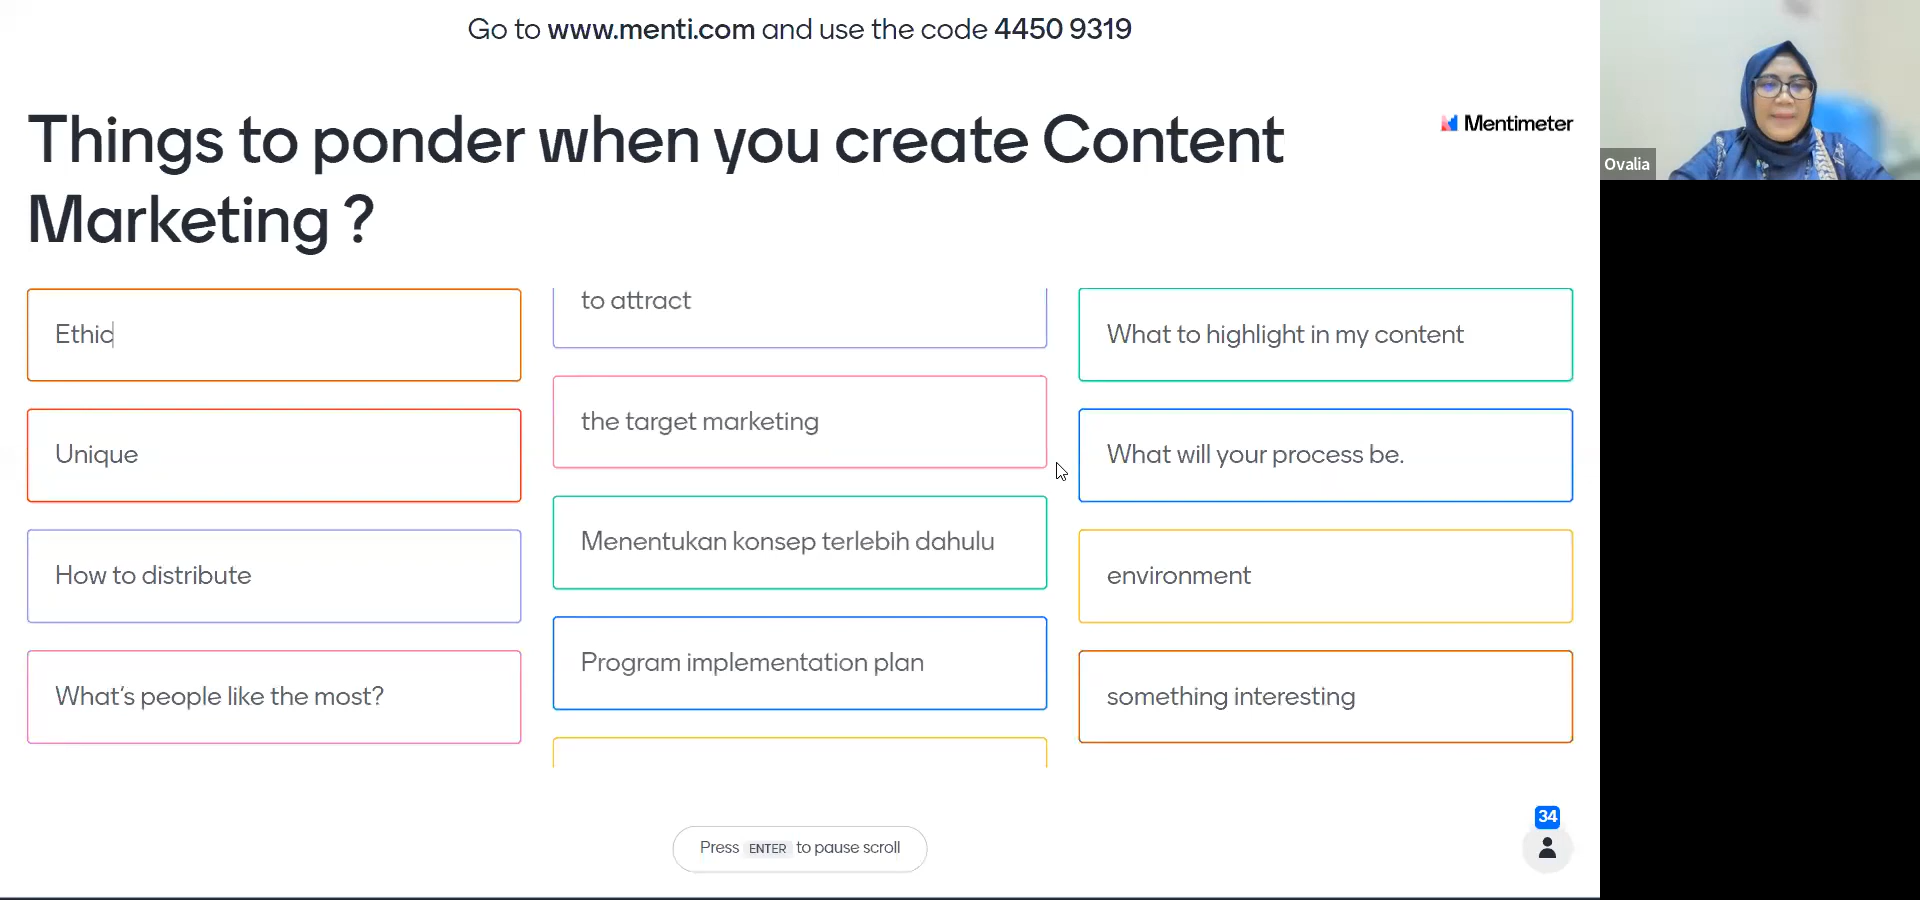 Go to www.menti.com and use the code 4450 9319
Things to ponder when you create Content
Marketing ?
Mentimeter
Ovalia
Ethic
Unique
How to distribute
What's people like the most?
to attract
the target marketing
Menentukan konsep terlebih dahulu
Program implementation plan
What to highlight in my content
What will your process be.
environment
something interesting
Press ENTER to pause scroll
34